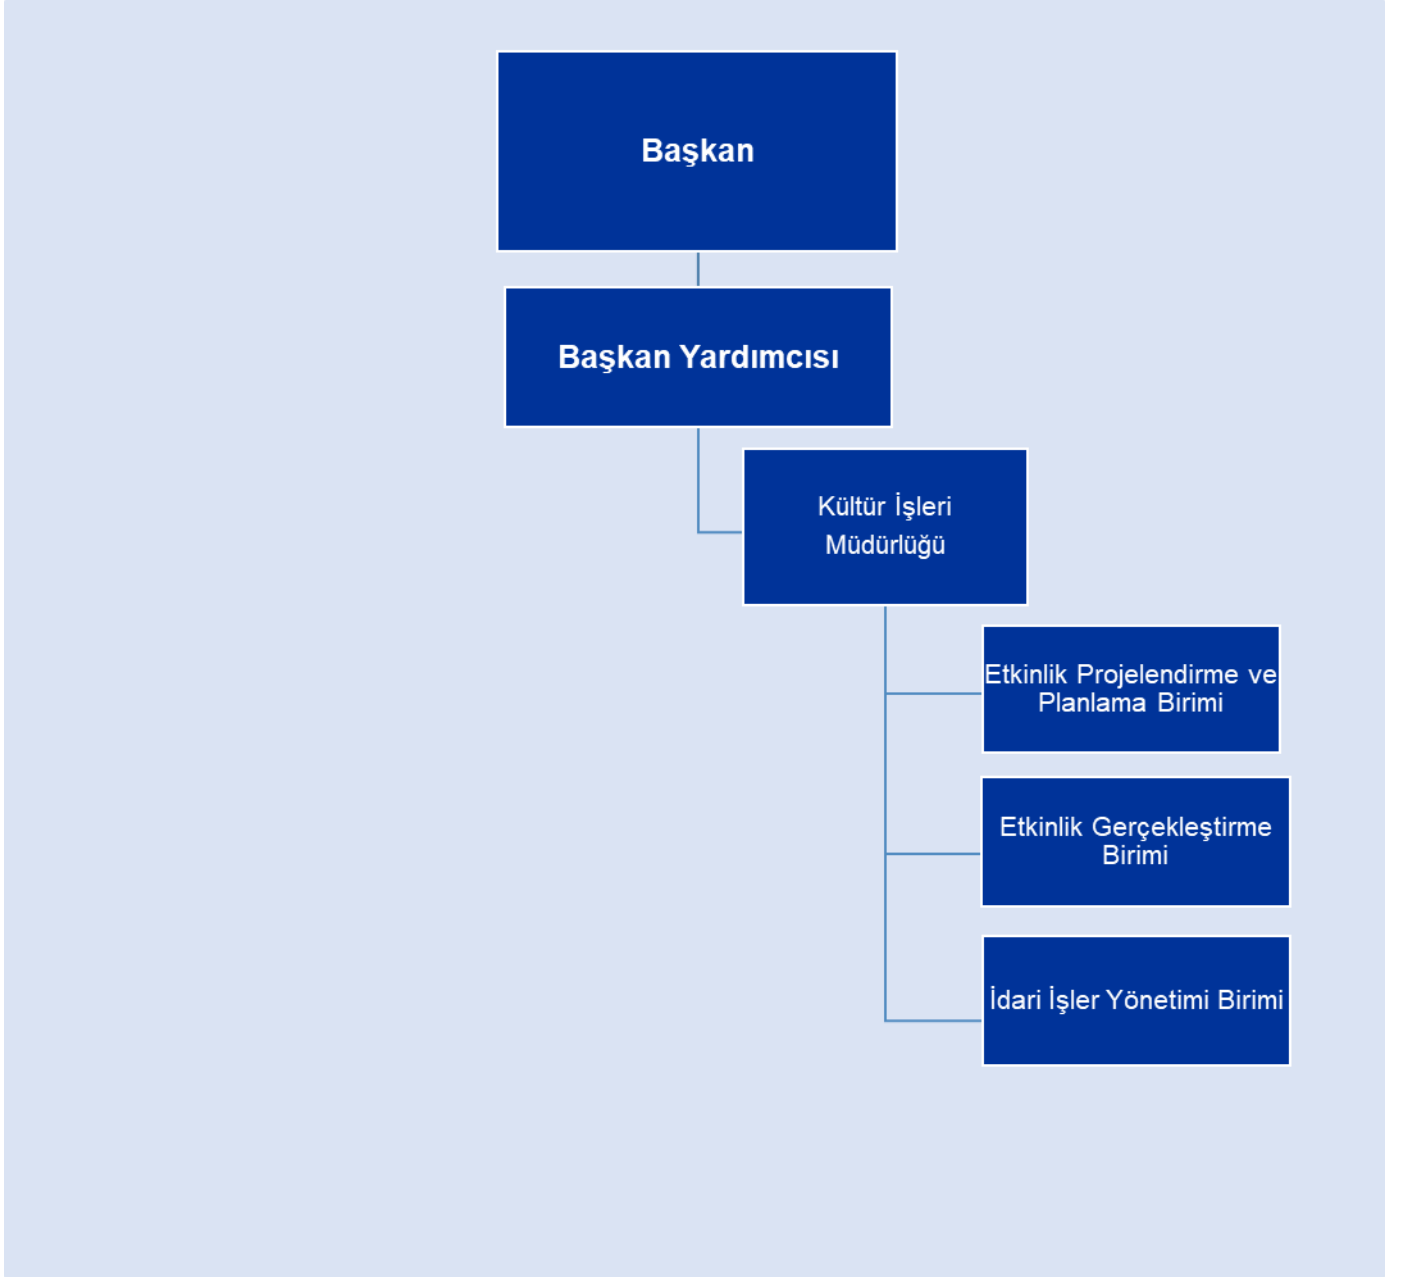 Başkan
Başkan Yardımcısı
Kültür İşleri
Müdürlüğü
Etkinlik Projelendirme ve
Planlama Birimi
Etkinlik Gerçekleştirme
Birimi
İdari İşler Yönetimi Birimi